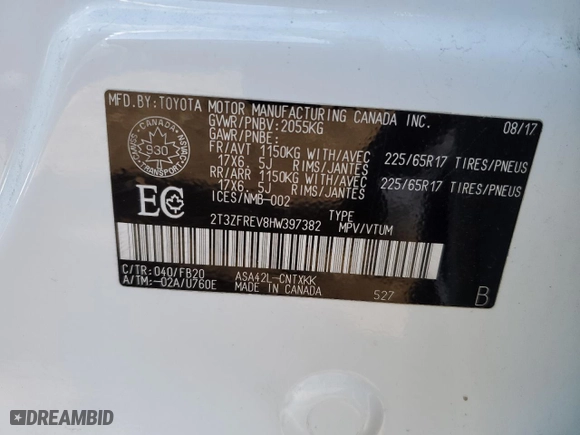 MFD.BY:TOYOTA MOTOR MANUFACTURING CANADA INC. 08/17
GVWR/PNBV:2055KG
GAWR/PNBE:
FR/AVT 1150KG WITH/AVEC 225/65R17 TIRES/PNEUS
17X6.5J RIMS/JANTES
RR/ARR 1150KG WITH/AVEC 225/65R17 TIRES/PNEUS
17X6.5J RIMS/JANTES
ICES/NMB-002
CANADA
930
EC
TYPE
2T3ZFREV8HW397382 MPV/VTUM
C/TR:040/FB20 ASA42L-CNTXKK
A/TM:-02A/U760E MADE IN CANADA 527 B
DREAMBID